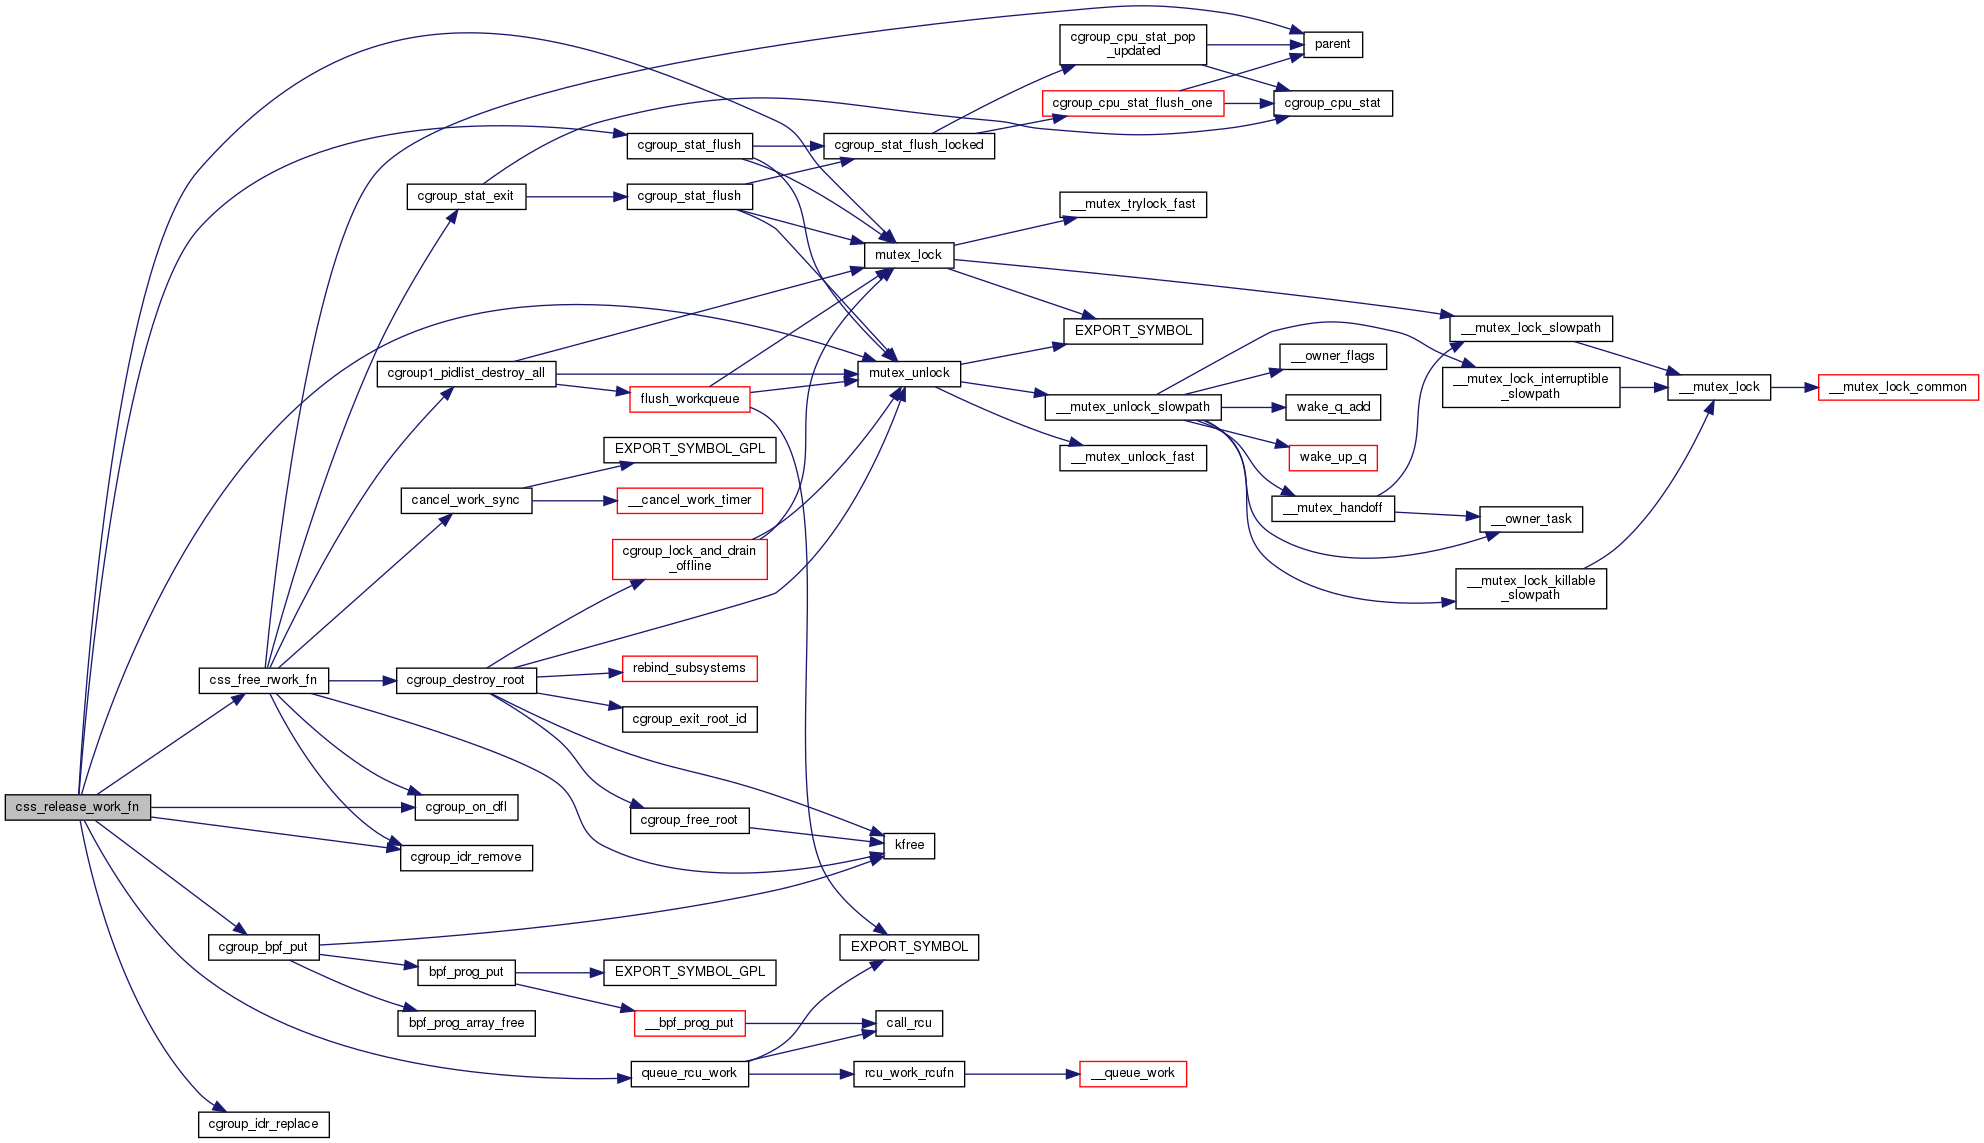 cgroup_cpu_stat_pop
_updated
parent
cgroup_cpu_stat_flush_one
cgroup_cpu_stat
cgroup_stat_flush
cgroup_stat_flush_locked
cgroup_stat_exit
cgroup_stat_flush
__mutex_trylock_fast
mutex_lock
EXPORT_SYMBOL
__mutex_lock_slowpath
__owner_flags
cgroup1_pidlist_destroy_all
mutex_unlock
__mutex_lock_interruptible
_slowpath
__mutex_lock
__mutex_lock_common
flush_workqueue
__mutex_unlock_slowpath
wake_q_add
EXPORT_SYMBOL_GPL
__mutex_unlock_fast
wake_up_q
cancel_work_sync
__cancel_work_timer
__mutex_handoff
__owner_task
cgroup_lock_and_drain
_offline
__mutex_lock_killable
_slowpath
css_free_rwork_fn
cgroup_destroy_root
rebind_subsystems
cgroup_exit_root_id
css_release_work_fn
cgroup_on_dfl
cgroup_free_root
cgroup_idr_remove
kfree
cgroup_bpf_put
EXPORT_SYMBOL
bpf_prog_put
EXPORT_SYMBOL_GPL
bpf_prog_array_free
__bpf_prog_put
call_rcu
queue_rcu_work
rcu_work_rcufn
__queue_work
cgroup_idr_replace